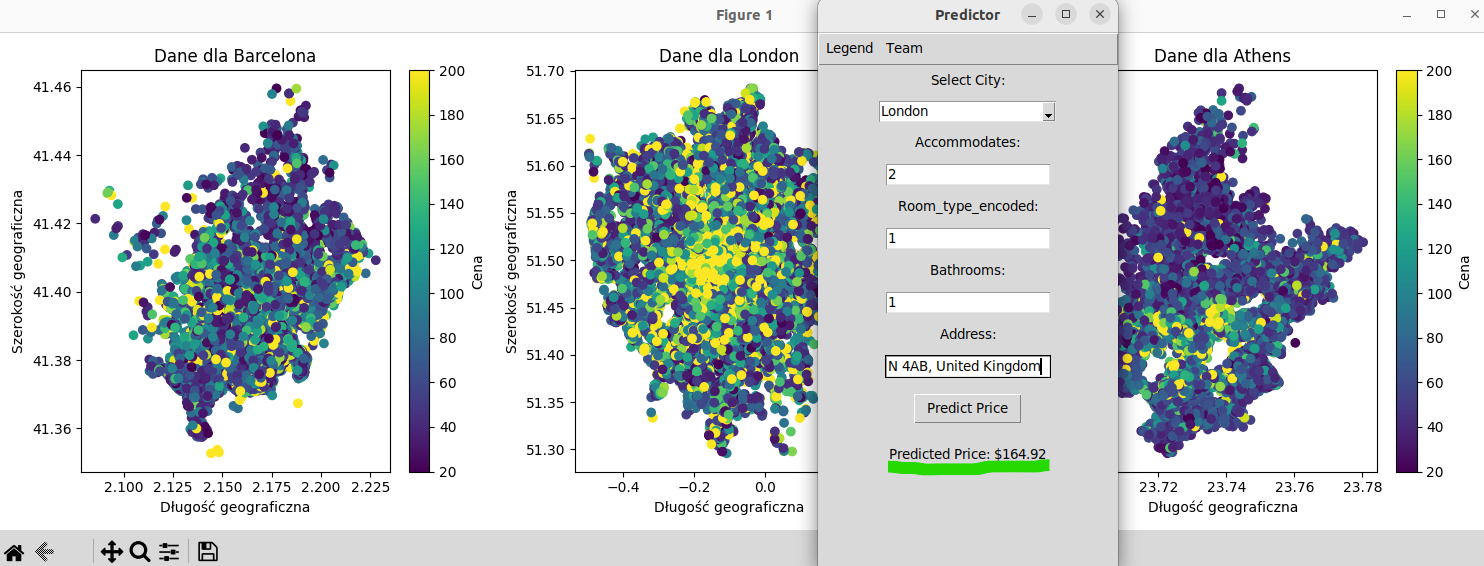 Figure 1
Predictor
Legend Team
Select City:
London
Accommodates:
2
Room_type_encoded:
1
Bathrooms:
1
Address:
N 4AB, United Kingdom
Predict Price
Predicted Price: $164.92
Dane dla Barcelona
Szerokość geograficzna
41.46
41.44
41.42
41.40
41.38
41.36
2.100 2.125 2.150 2.175 2.200 2.225
Długość geograficzna
200
180
160
140
120
100
80
60
40
20
Cena
Dane dla London
Szerokość geograficzna
51.70
51.65
51.60
51.55
51.50
51.45
51.40
51.35
51.30
−0.4 −0.2 0.0
Długość geograficzna
Dane dla Athens
23.72 23.74 23.76 23.78
Długość geograficzna
200
180
160
140
120
100
80
60
40
20
Cena